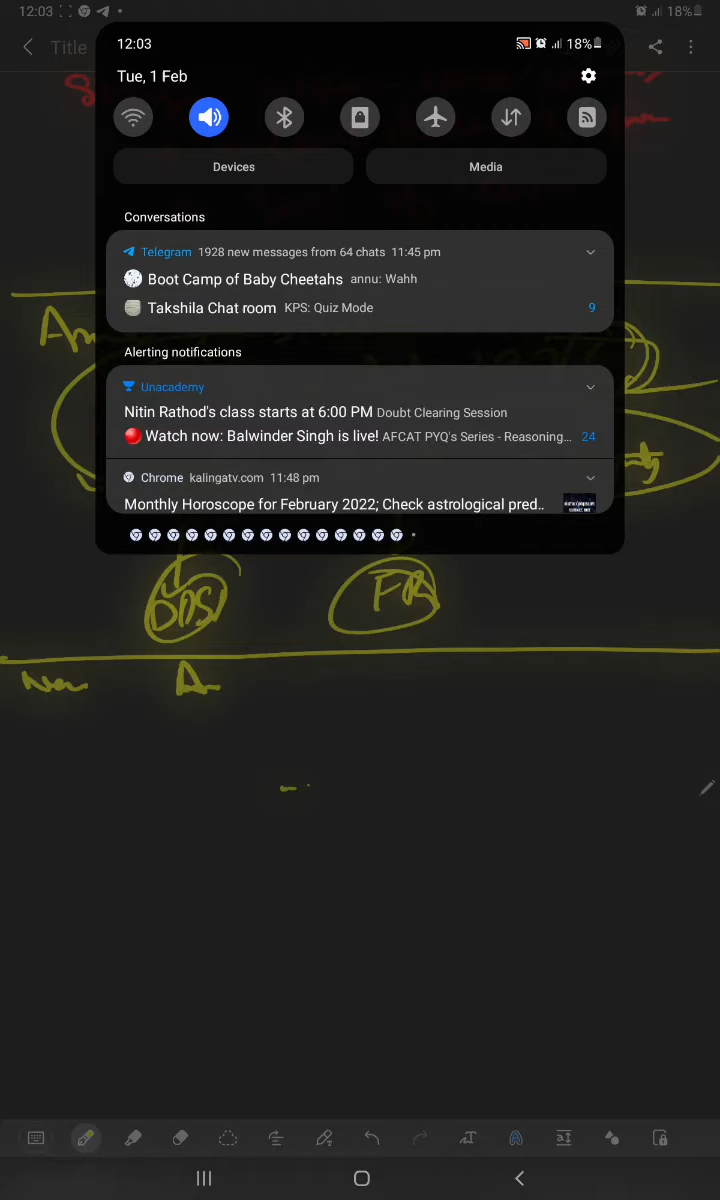 12:03 18%
Title
12:03 18%
Tue, 1 Feb
Devices Media
Conversations
Telegram 1928 new messages from 64 chats 11:45 pm
Boot Camp of Baby Cheetahs annu: Wahh
Takshila Chat room KPS: Quiz Mode 9
Alerting notifications
Unacademy
Nitin Rathod's class starts at 6:00 PM Doubt Clearing Session
Watch now: Balwinder Singh is live! AFCAT PYQ's Series - Reasoning... 24
Chrome kalingatv.com 11:48 pm
Monthly Horoscope for February 2022; Check astrological pred..